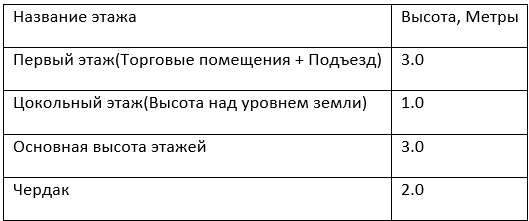 Название этажа Высота, Метры
Первый этаж(Торговые помещения + Подъезд) 3.0
Цокольный этаж(Высота над уровнем земли) 1.0
Основная высота этажей 3.0
Чердак 2.0